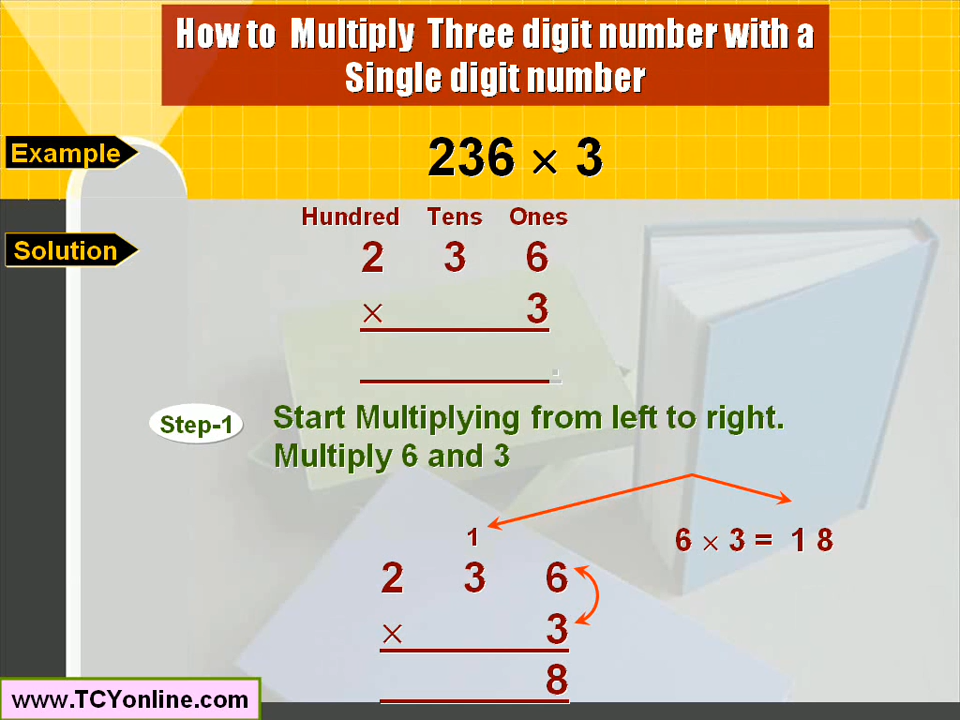 How to Multiply Three digit number with a
Single digit number
Example
236 × 3
Hundred Tens Ones
Solution
2 3 6
× 3
Step-1
Start Multiplying from left to right.
Multiply 6 and 3
1
6 × 3 = 1 8
2 3 6
× 3
8
www.TCYonline.com